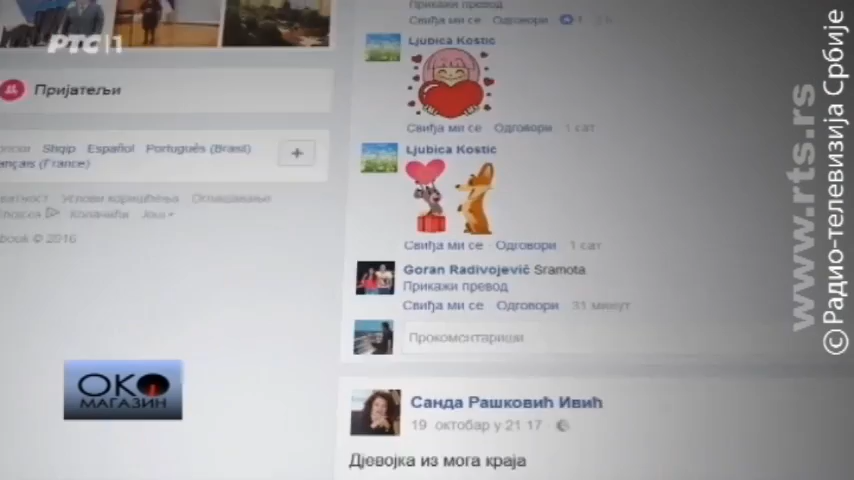 Прикажи превод
Свиђа ми се Одговори 1
РТС 1
Ljubica Kostic
Пријатељи
Свиђа ми се Одговори 1 сат
Shqip Español Português (Brasil)
Ljubica Kostic
(France)
Услови коришћења Оглашавање
Колачићи Још
book © 2016
Свиђа ми се Одговори 1 сат
Goran Radivojević Sramota
Прикажи превод
Свиђа ми се Одговори 31 минут
Прокоментариши
ОКО
МАГАЗИН
Санда Рашковић Ивић
19 октобар у 21 17
Дјевојка из мога краја
www.rts.rs
© Радио-телевизија Србије